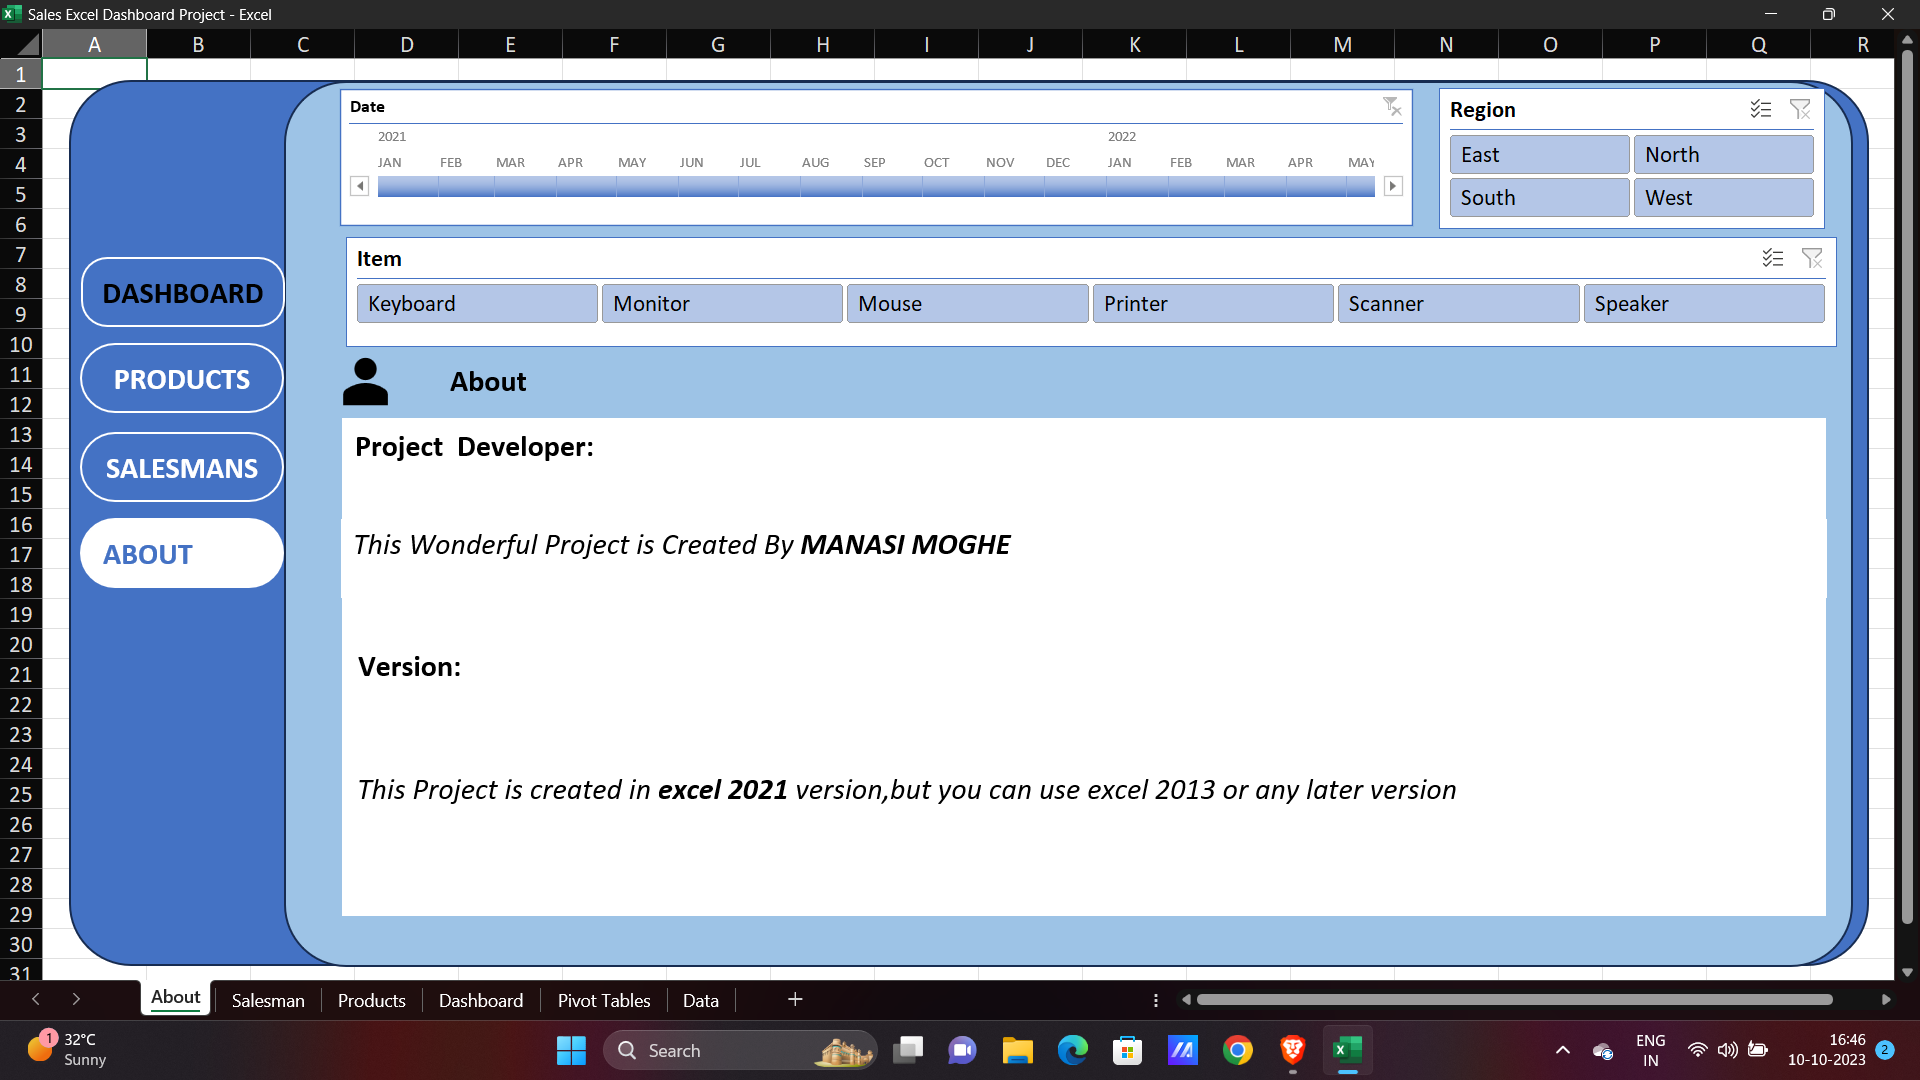 Sales Excel Dashboard Project - Excel
A B C D E F G H I J K L M N O P Q R
1
2
3
4
5
6
7
8
9
10
11
12
13
14
15
16
17
18
19
20
21
22
23
24
25
26
27
28
29
30
31
DASHBOARD
PRODUCTS
SALESMANS
ABOUT
Date
2021 2022
JAN FEB MAR APR MAY JUN JUL AUG SEP OCT NOV DEC JAN FEB MAR APR MAY
Region
East North
South West
Item
Keyboard Monitor Mouse Printer Scanner Speaker
About
Project Developer:
This Wonderful Project is Created By MANASI MOGHE
Version:
This Project is created in excel 2021 version,but you can use excel 2013 or any later version
About Salesman Products Dashboard Pivot Tables Data
1 32°C
Sunny
Search
ENG
IN
16:46
10-10-2023
2